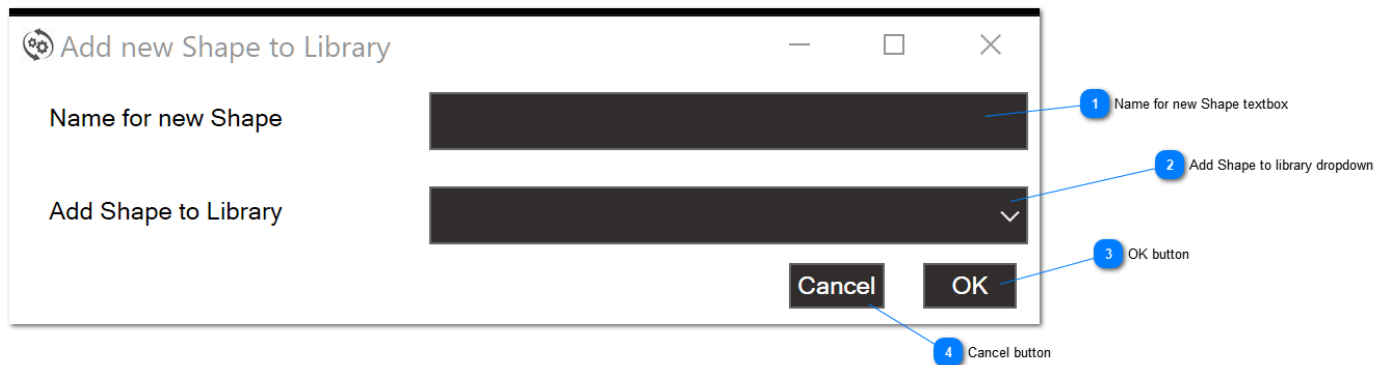 Add new Shape to Library
Name for new Shape
1 Name for new Shape textbox
2 Add Shape to library dropdown
Add Shape to Library
3 OK button
Cancel
OK
4 Cancel button